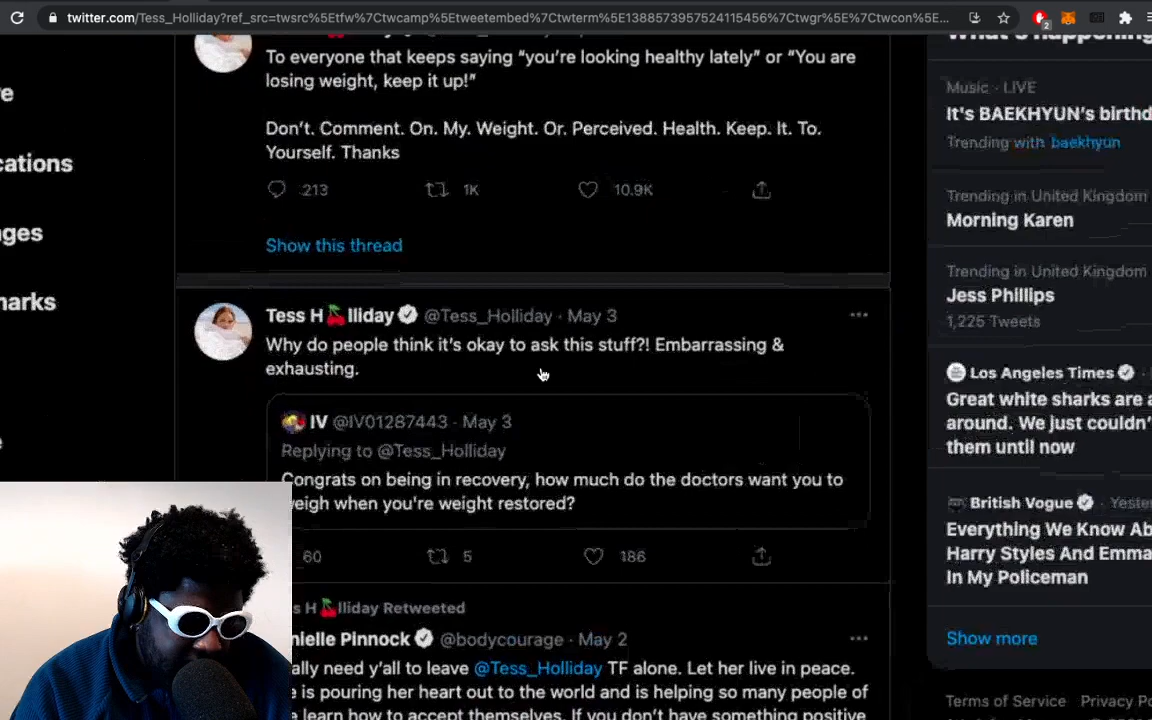 twitter.com/Tess_Holliday?ref_src=twsrc%5Etfw%7Ctwcamp%5Etweetembed%7Ctwterm%5E1388573957524115456%7Ctwgr%5E%7Ctwcon%5E...
2
To everyone that keeps saying “you’re looking healthy lately” or “You are
losing weight, keep it up!”
Don’t. Comment. On. My. Weight. Or. Perceived. Health. Keep. It. To.
Yourself. Thanks
213 1K 10.9K
Show this thread
Tess H🍒lliday @Tess_Holliday · May 3
Why do people think it’s okay to ask this stuff?! Embarrassing &
exhausting.
IV @IV01287443 · May 3
Replying to @Tess_Holliday
Congrats on being in recovery, how much do the doctors want you to
weigh when you're weight restored?
60 5 186
s H🍒lliday Retweeted
nielle Pinnock @bodycourage · May 2
ally need y’all to leave @Tess_Holliday TF alone. Let her live in peace.
e is pouring her heart out to the world and is helping so many people of
e learn how to accept themselves. If you don’t have something positive
cations
ges
arks
What's happening
Music · LIVE
It's BAEKHYUN’s birthd
Trending with baekhyun
Trending in United Kingdom
Morning Karen
Trending in United Kingdom
Jess Phillips
1,225 Tweets
Los Angeles Times
Great white sharks are a
around. We just couldn’
them until now
British Vogue · Yeste
Everything We Know Ab
Harry Styles And Emma
In My Policeman
Show more
Terms of Service Privacy Po